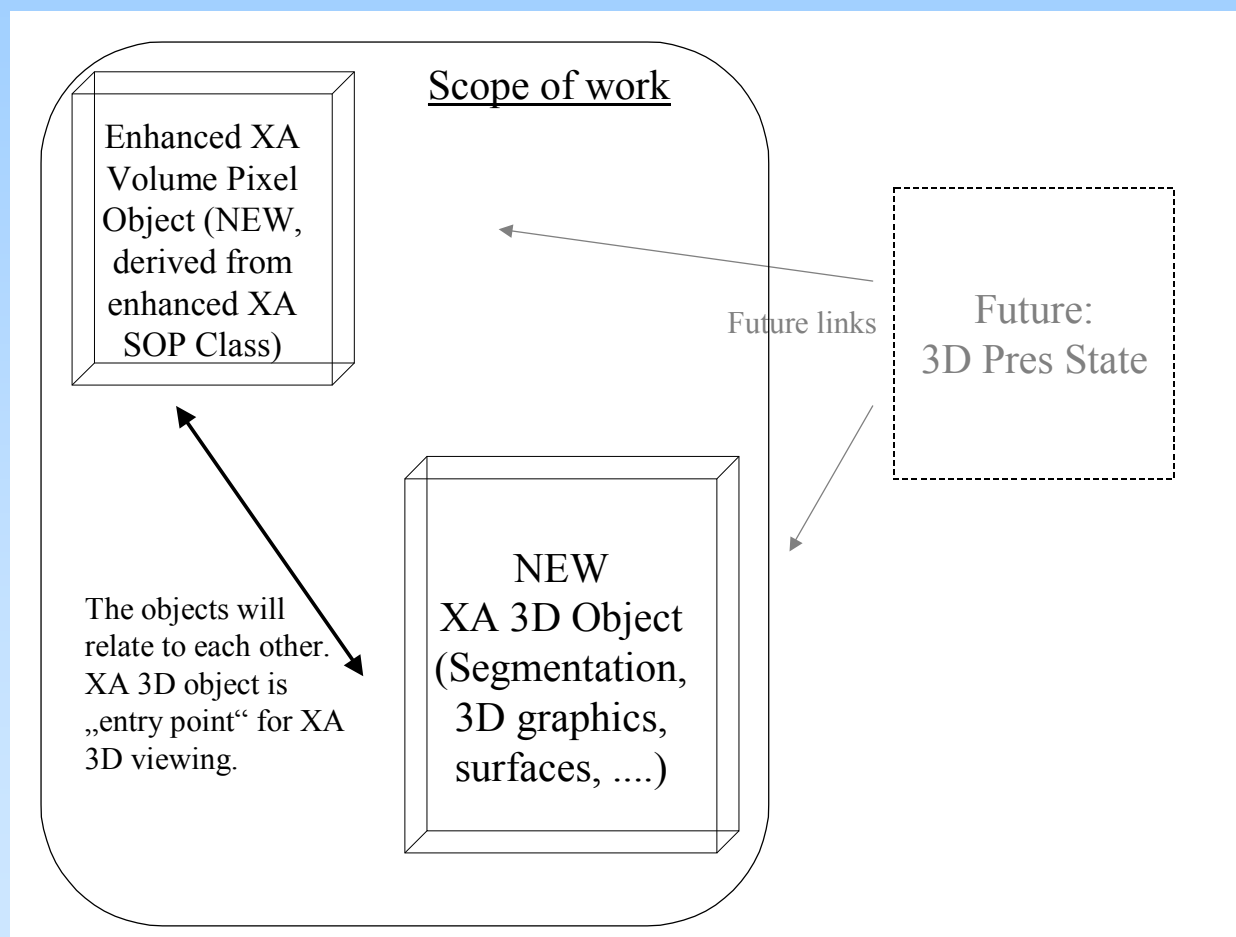 Scope of work
Enhanced XA
Volume Pixel
Object (NEW,
derived from
enhanced XA
SOP Class)
Future links
Future:
3D Pres State
The objects will
relate to each other.
XA 3D object is
„entry point“ for XA
3D viewing.
NEW
XA 3D Object
(Segmentation,
3D graphics,
surfaces, ....)